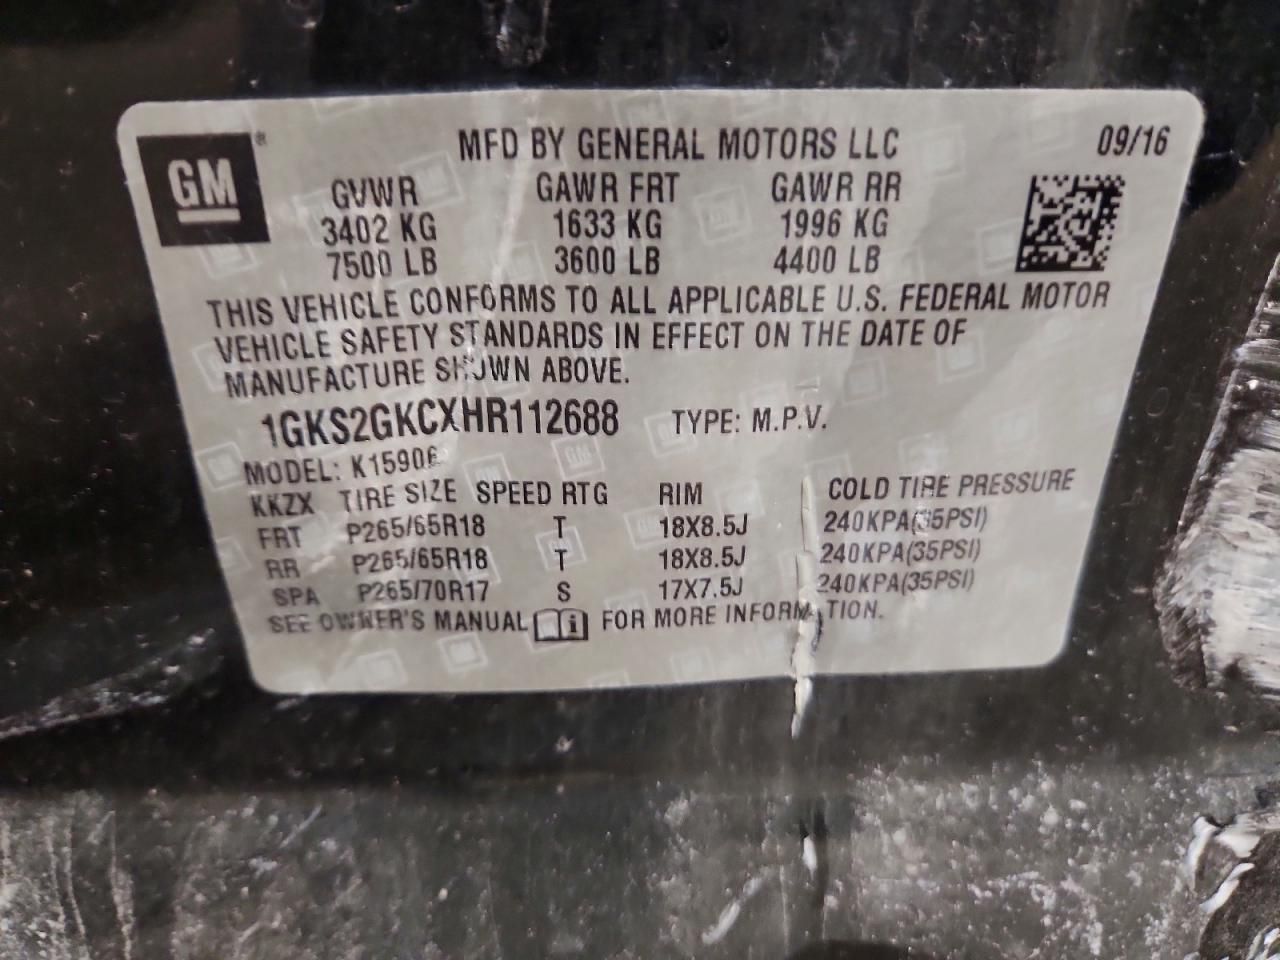 GM ®
MFD BY GENERAL MOTORS LLC 09/16
GVWR GAWR FRT GAWR RR
3402 KG 1633 KG 1996 KG
7500 LB 3600 LB 4400 LB
THIS VEHICLE CONFORMS TO ALL APPLICABLE U.S. FEDERAL MOTOR
VEHICLE SAFETY STANDARDS IN EFFECT ON THE DATE OF
MANUFACTURE SHOWN ABOVE.
1GKS2GKCXHR112688 TYPE: M.P.V.
MODEL: K15906
KKZX TIRE SIZE SPEED RTG RIM COLD TIRE PRESSURE
FRT P265/65R18 T 18X8.5J 240KPA(35PSI)
RR P265/65R18 T 18X8.5J 240KPA(35PSI)
SPA P265/70R17 S 17X7.5J 240KPA(35PSI)
SEE OWNER'S MANUAL i FOR MORE INFORMATION.